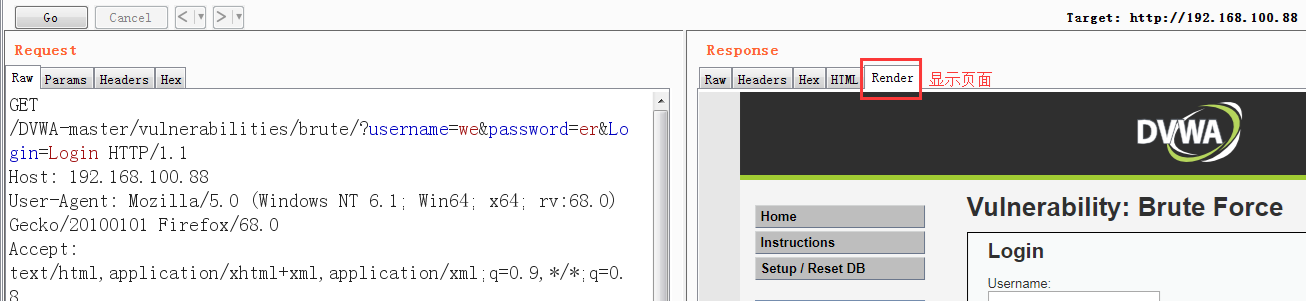 Go Cancel < > Target: http://192.168.100.88
Request
Raw Params Headers Hex
GET
/DVWA-master/vulnerabilities/brute/?username=we&password=er&Lo
gin=Login HTTP/1.1
Host: 192.168.100.88
User-Agent: Mozilla/5.0 (Windows NT 6.1; Win64; x64; rv:68.0)
Gecko/20100101 Firefox/68.0
Accept:
text/html,application/xhtml+xml,application/xml;q=0.9,*/*;q=0.
8
Response
Raw Headers Hex HTML Render 显示页面
DVWA
Home
Instructions
Setup / Reset DB
Vulnerability: Brute Force
Login
Username: